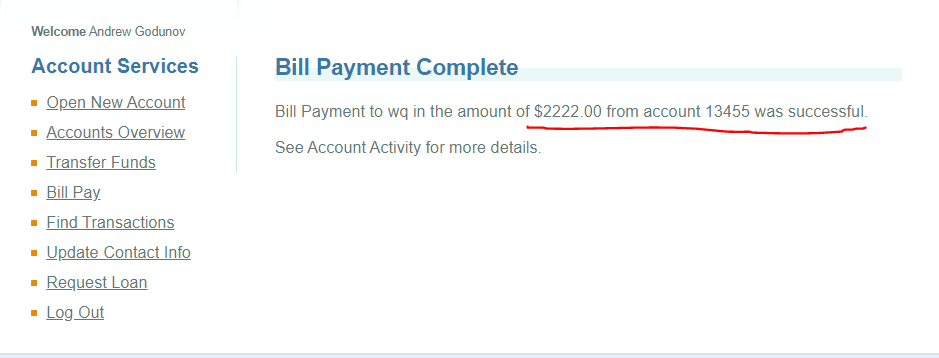 Welcome Andrew Godunov
Account Services
Open New Account
Accounts Overview
Transfer Funds
Bill Pay
Find Transactions
Update Contact Info
Request Loan
Log Out
Bill Payment Complete
Bill Payment to wq in the amount of $2222.00 from account 13455 was successful.
See Account Activity for more details.